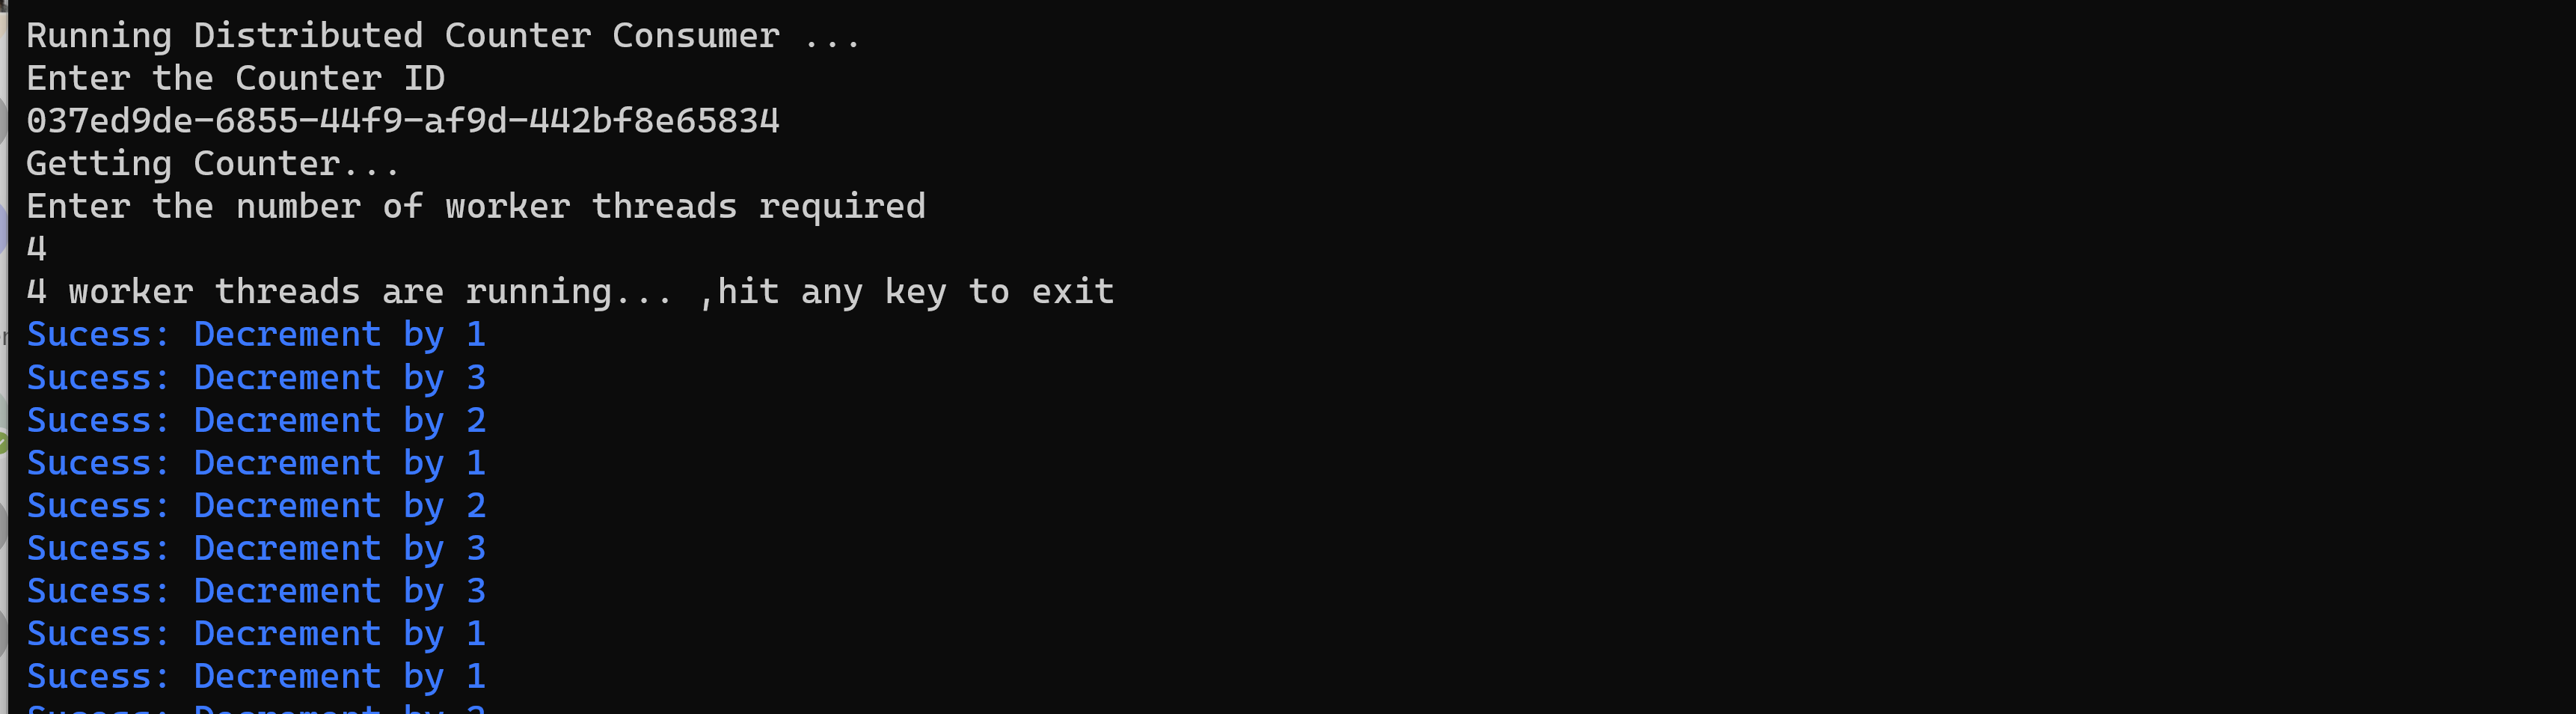 Running Distributed Counter Consumer ...
Enter the Counter ID
037ed9de-6855-44f9-af9d-442bf8e65834
Getting Counter...
Enter the number of worker threads required
4
4 worker threads are running... ,hit any key to exit
Sucess: Decrement by 1
Sucess: Decrement by 3
Sucess: Decrement by 2
Sucess: Decrement by 1
Sucess: Decrement by 2
Sucess: Decrement by 3
Sucess: Decrement by 3
Sucess: Decrement by 1
Sucess: Decrement by 1
Sucess: Decrement by